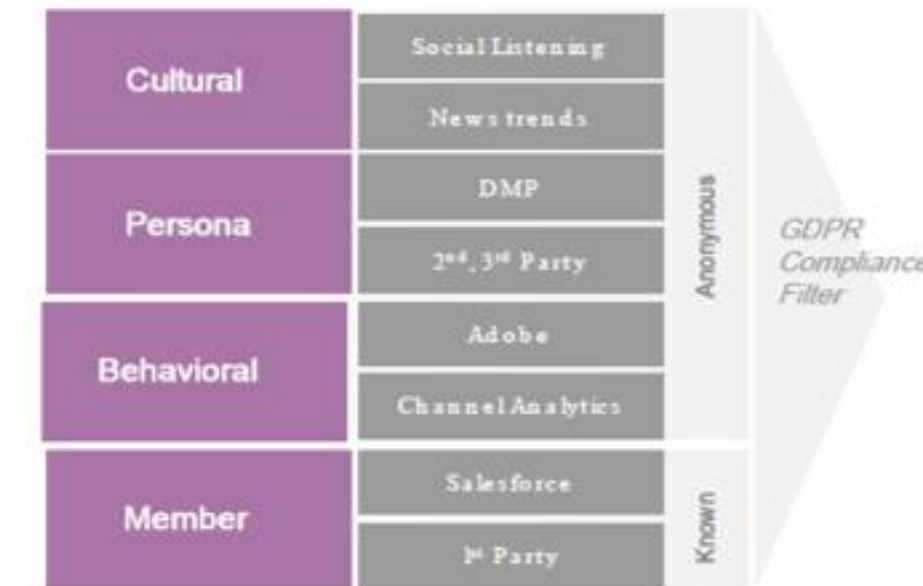 Cultural
Social Listening
News trends
Persona
DMP
2nd, 3rd Party
Behavioral
Adobe
Channel Analytics
Member
Salesforce
1st Party
Anonymous
Known
GDPR
Compliance
Filter